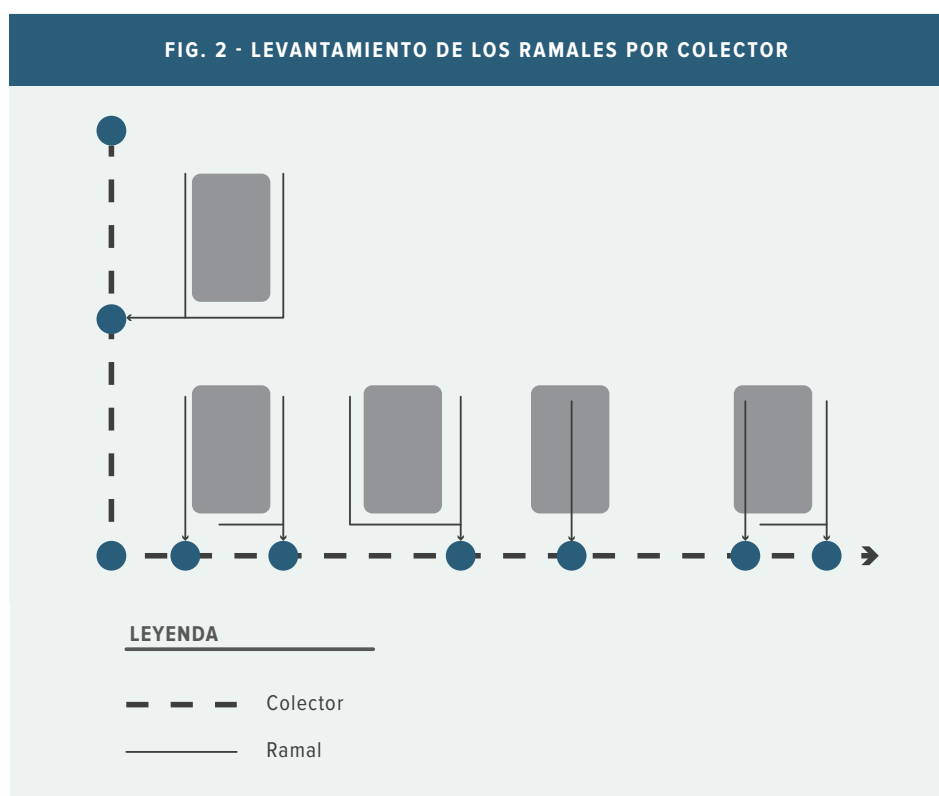 FIG. 2 - LEVANTAMIENTO DE LOS RAMALES POR COLECTOR
LEYENDA
Colector
Ramal